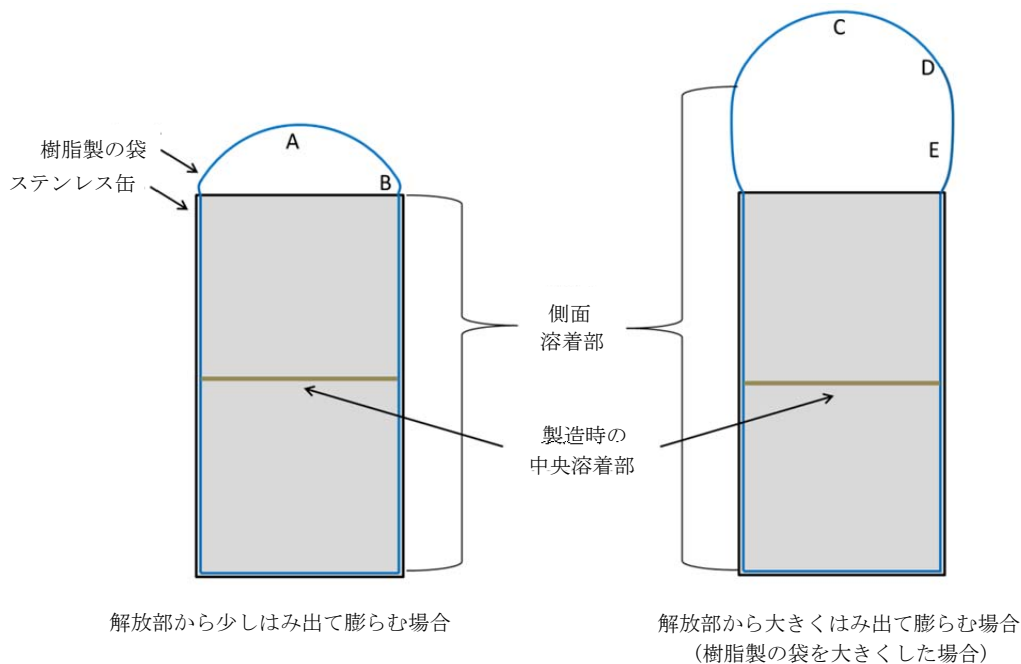 C
D
E
A
B
樹脂製の袋
ステンレス缶
側面
溶着部
製造時の
中央溶着部
解放部から少しはみ出て膨らむ場合
解放部から大きくはみ出て膨らむ場合
（樹脂製の袋を大きくした場合）